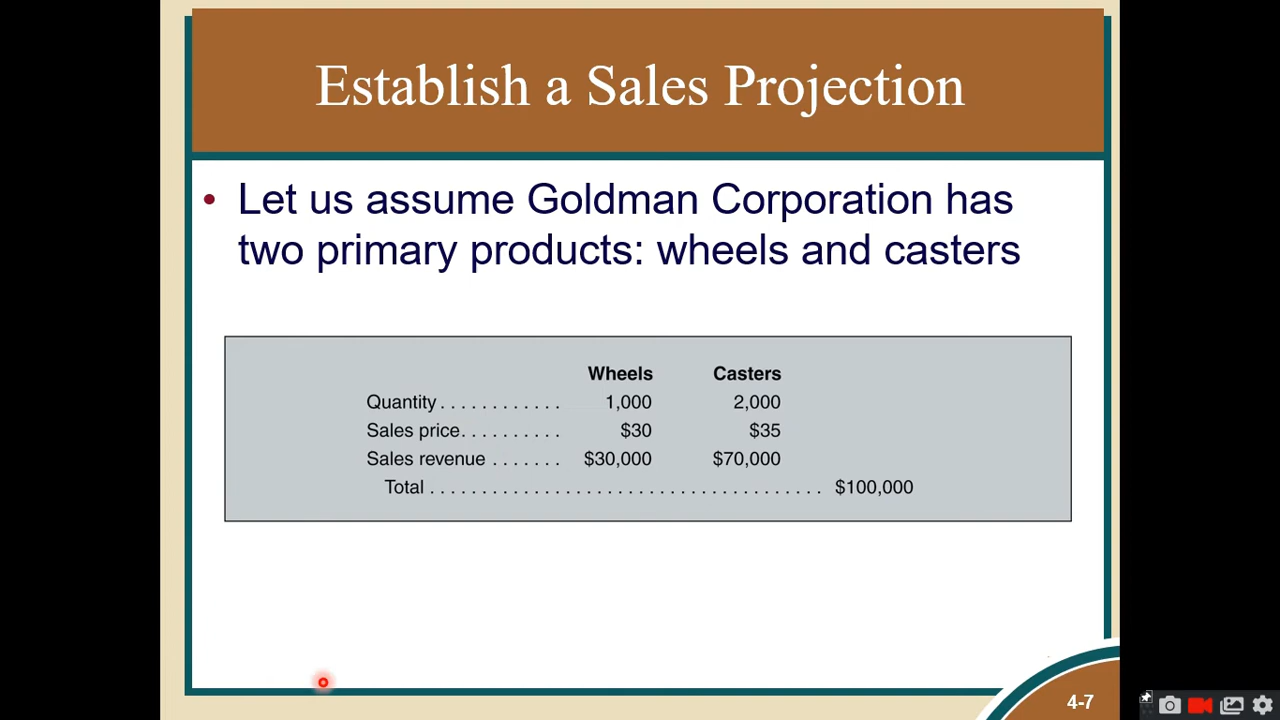 Establish a Sales Projection
• Let us assume Goldman Corporation has
two primary products: wheels and casters
Wheels Casters
Quantity . . . . . . . . . . . . 1,000 2,000
Sales price. . . . . . . . . . $30 $35
Sales revenue . . . . . . . $30,000 $70,000
Total . . . . . . . . . . . . . . . . . . . . . . . . . . . . . . . . . . . . . . $100,000
4-7